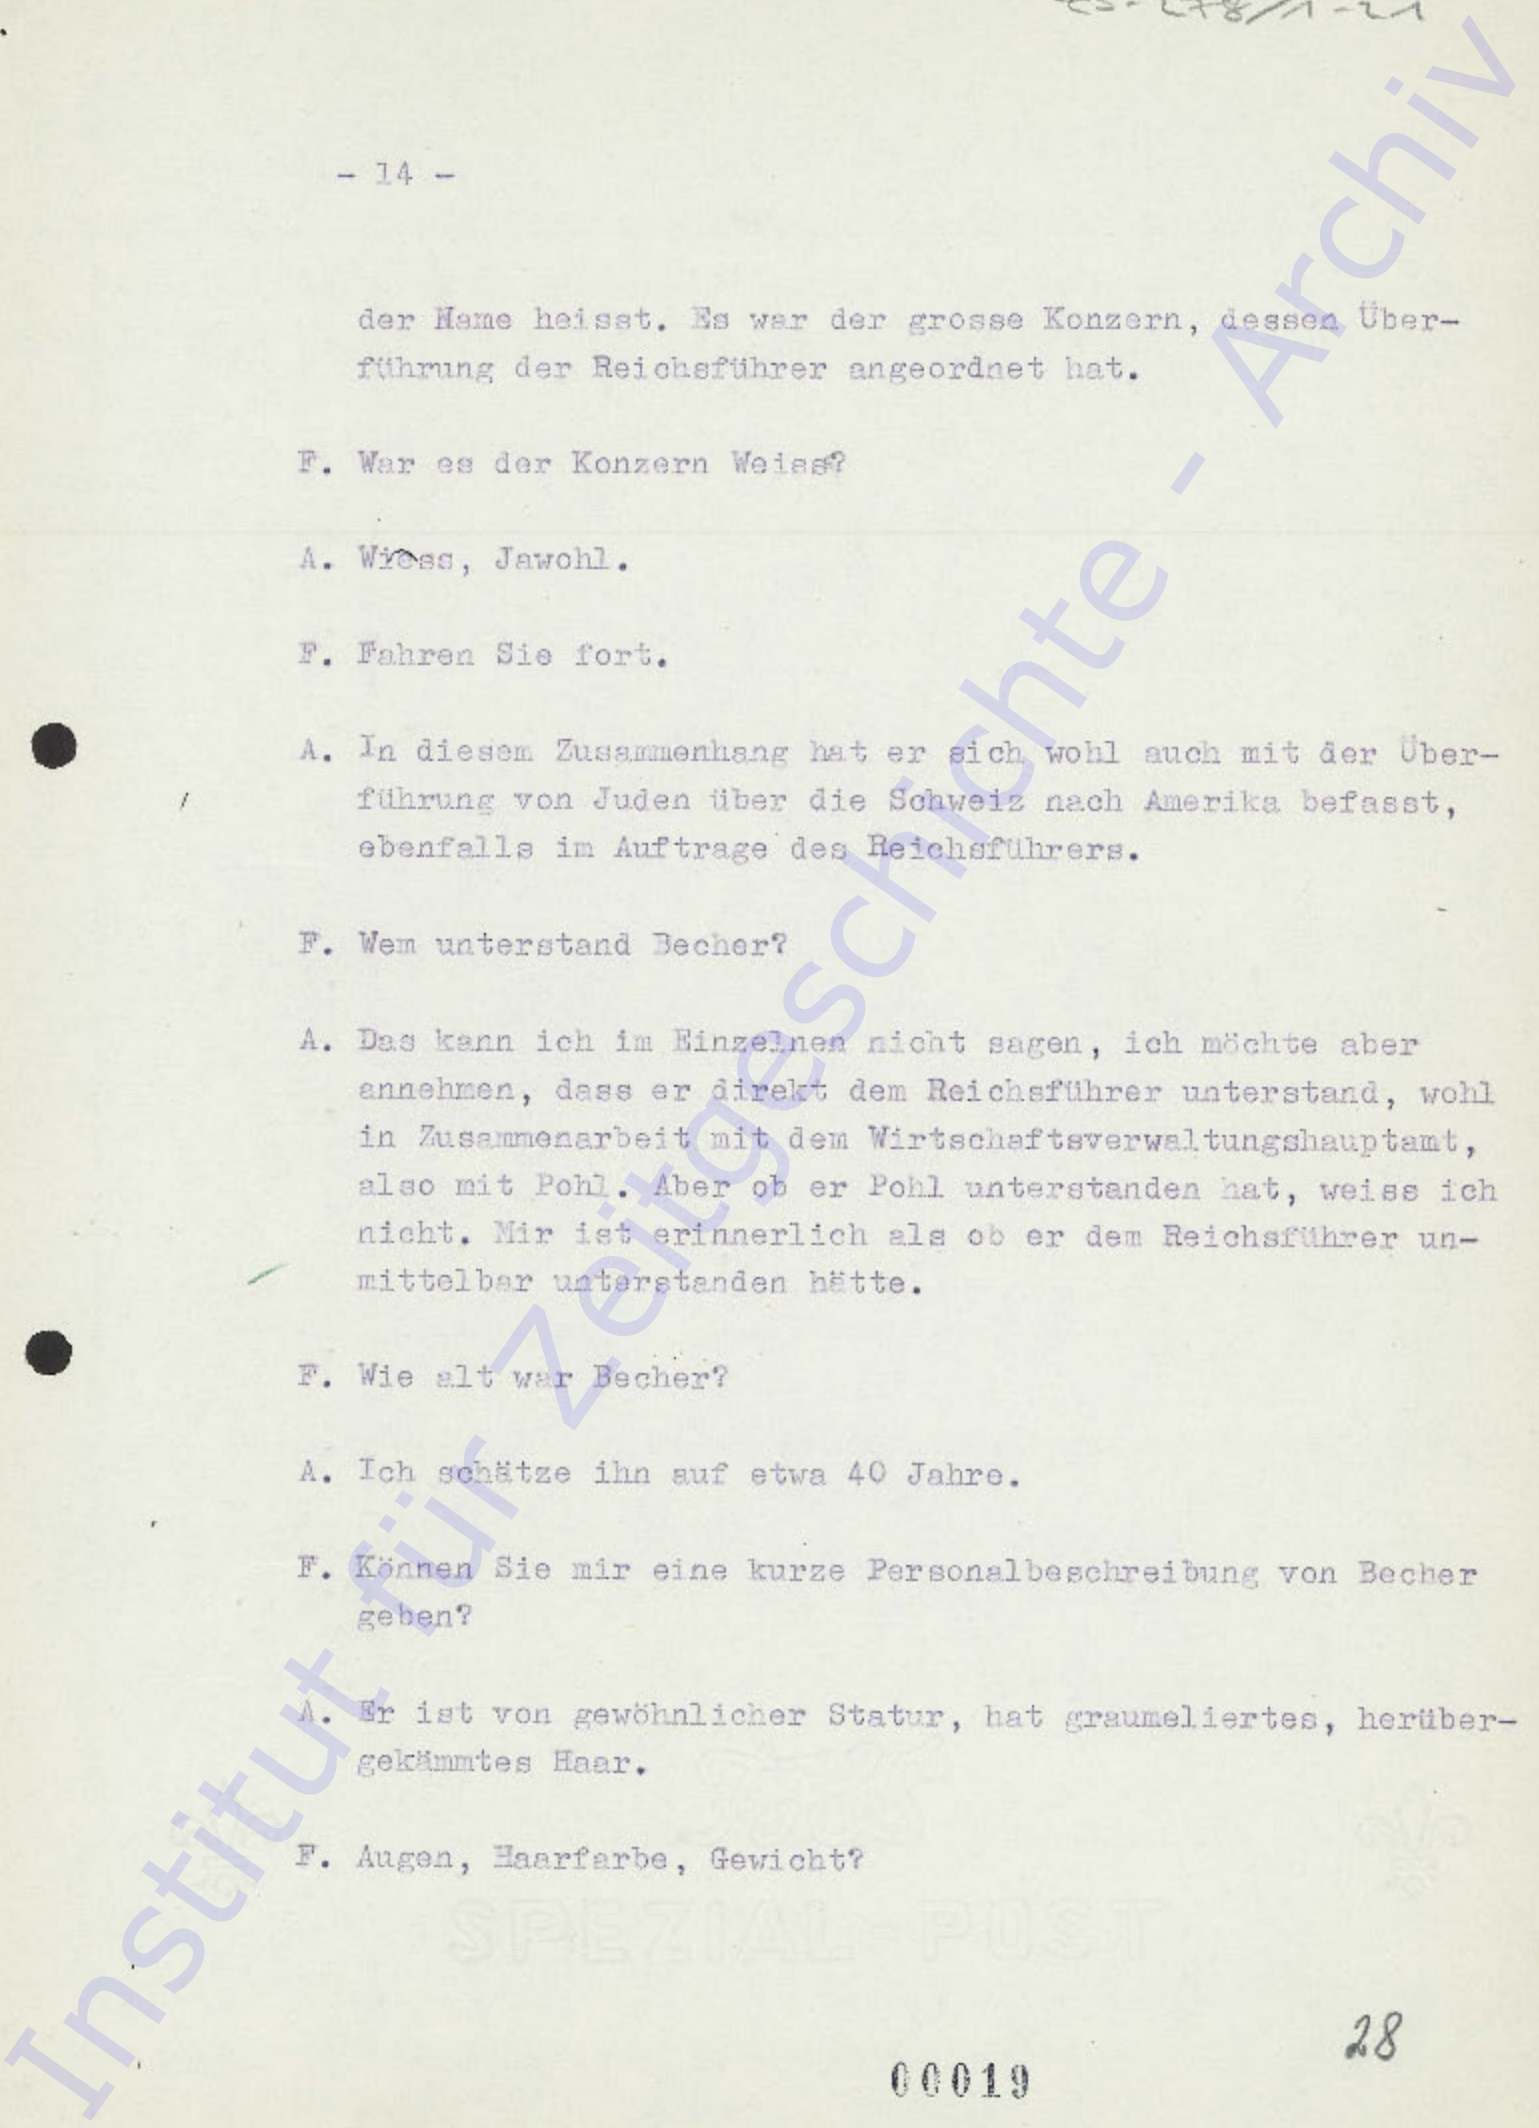 278/1-21
- 14 -
der Name heisst. Es war der grosse Konzern, dessen Über-
führung der Reichsführer angeordnet hat.
F. War es der Konzern Weiss?
A. Wiess, Jawohl.
F. Fahren Sie fort.
A. In diesem Zusammenhang hat er sich wohl auch mit der Über-
führung von Juden über die Schweiz nach Amerika befasst,
ebenfalls im Auftrage des Reichsführers.
F. Wem unterstand Becher?
A. Das kann ich im Einzelnen nicht sagen, ich möchte aber
annehmen, dass er direkt dem Reichsführer unterstand, wohl
in Zusammenarbeit mit dem Wirtschaftsverwaltungshauptamt,
also mit Pohl. Aber ob er Pohl unterstanden hat, weiss ich
nicht. Mir ist erinnerlich als ob er dem Reichsführer un-
mittelbar unterstanden hätte.
F. Wie alt war Becher?
A. Ich schätze ihn auf etwa 40 Jahre.
F. Können Sie mir eine kurze Personalbeschreibung von Becher
geben?
A. Er ist von gewöhnlicher Statur, hat graumeliertes, herüber-
gekämmtes Haar.
F. Augen, Haarfarbe, Gewicht?
SPEZIAL-POST
28
00019
Institut für Zeitgeschichte - Archiv